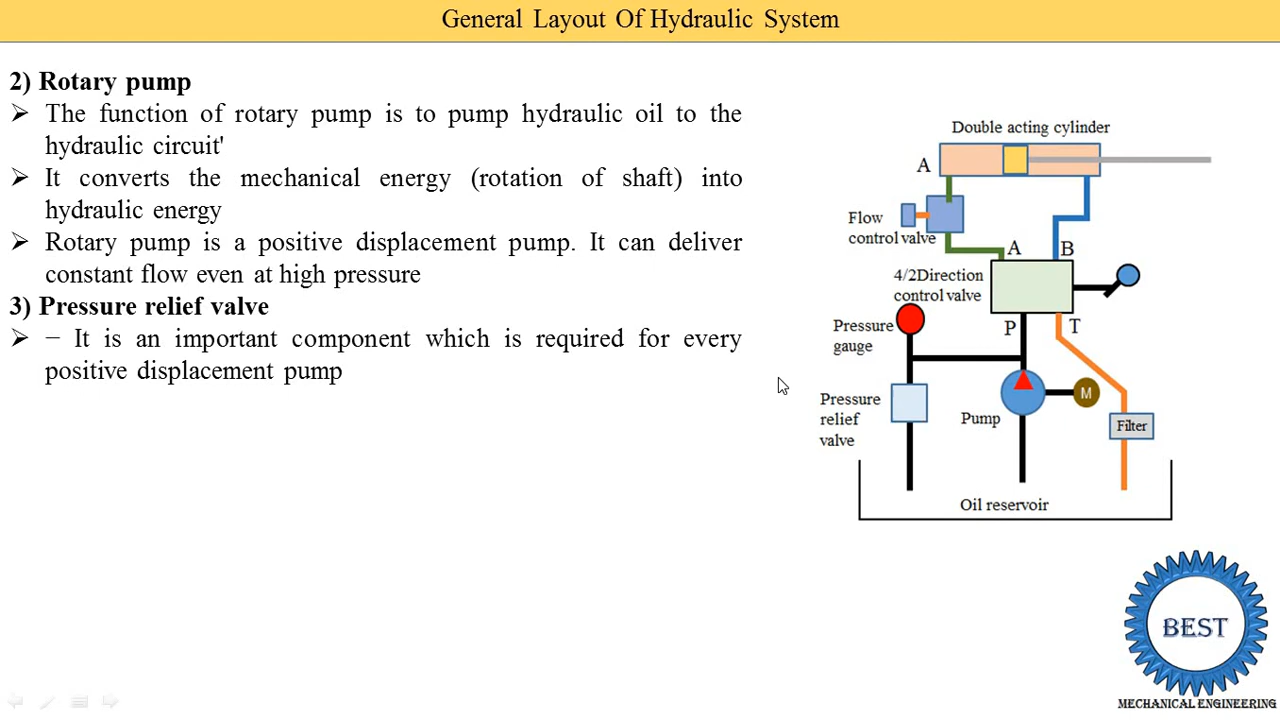 General Layout Of Hydraulic System
2) Rotary pump
➢ The function of rotary pump is to pump hydraulic oil to the
hydraulic circuit'
➢ It converts the mechanical energy (rotation of shaft) into
hydraulic energy
➢ Rotary pump is a positive displacement pump. It can deliver
constant flow even at high pressure
3) Pressure relief valve
➢ − It is an important component which is required for every
positive displacement pump
Double acting cylinder
A
Flow
control valve
A
B
4/2Direction
control valve
P
T
Pressure
gauge
Pressure
relief
valve
Pump
M
Filter
Oil reservoir
BEST
MECHANICAL ENGINEERING